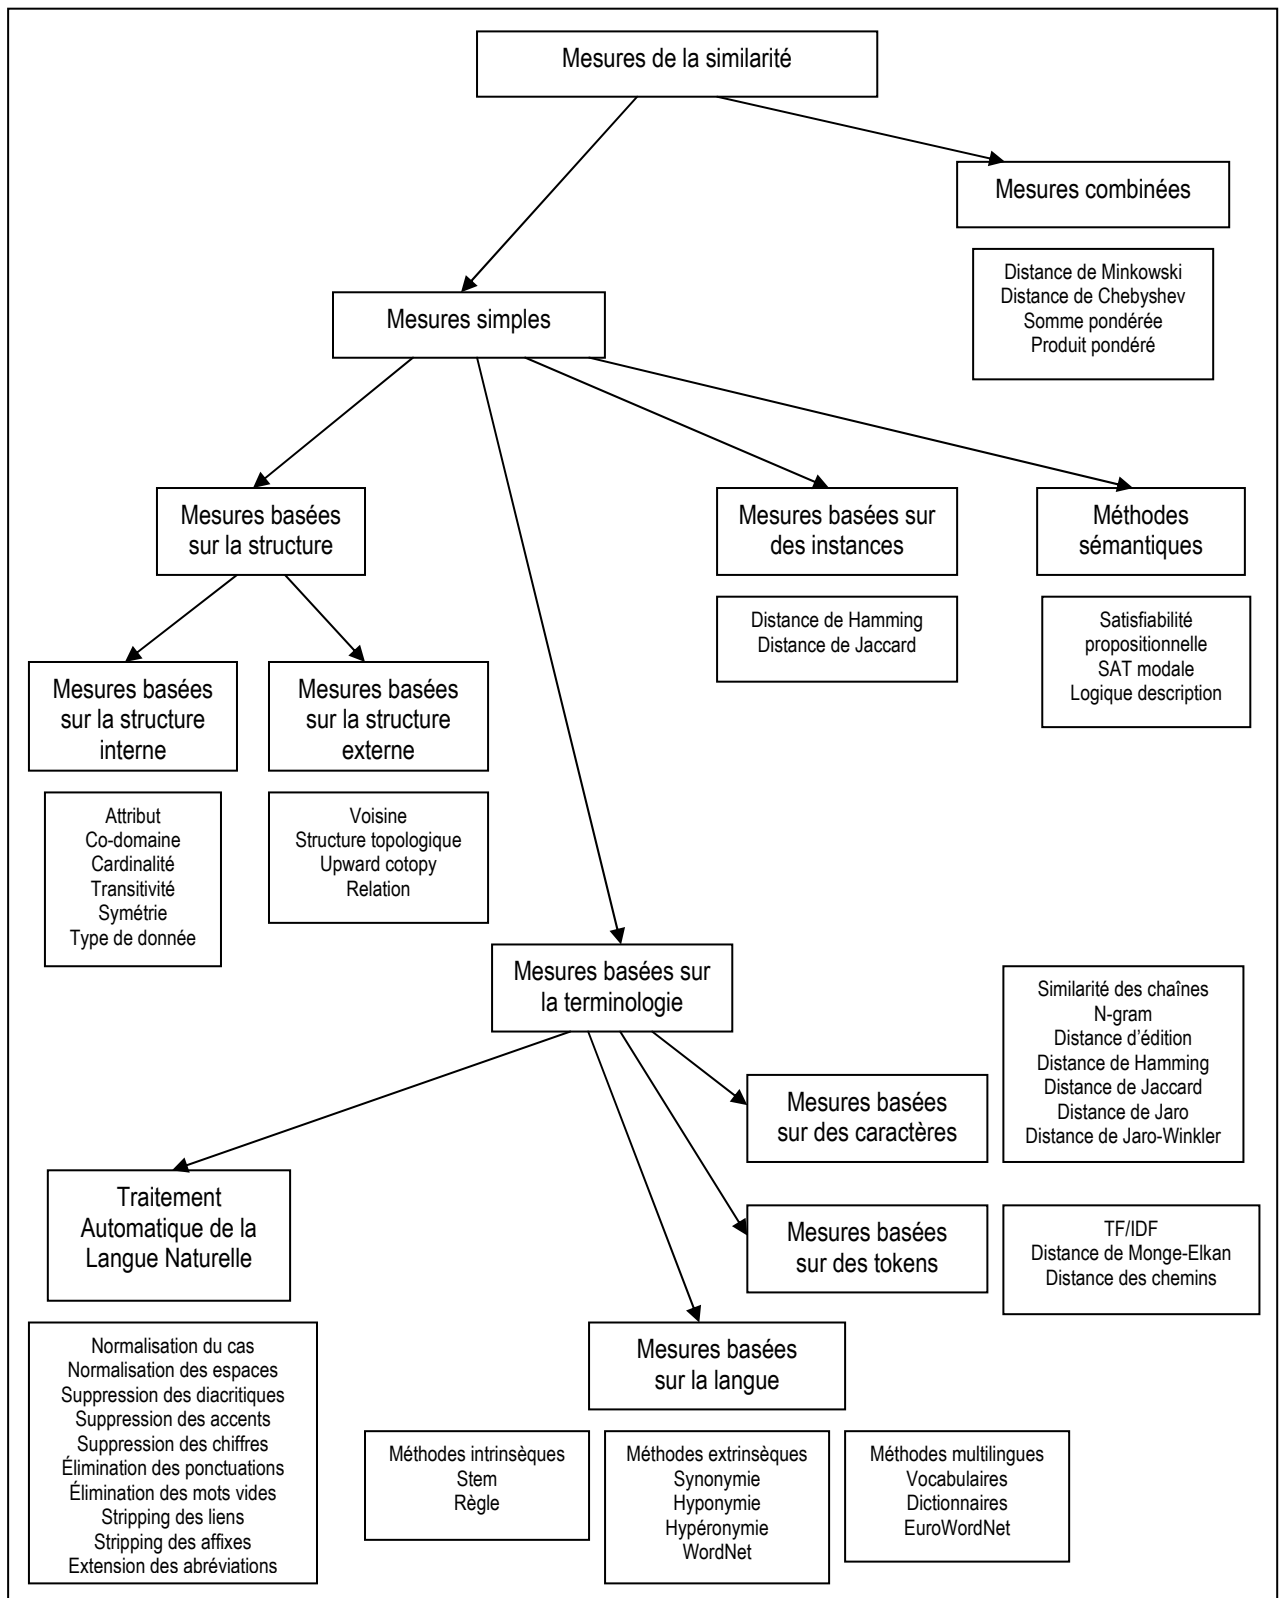 Mesures de la similarité
Mesures combinées
Distance de Minkowski
Distance de Chebyshev
Somme pondérée
Produit pondéré
Mesures simples
Mesures basées
sur la structure
Mesures basées sur
des instances
Méthodes
sémantiques
Distance de Hamming
Distance de Jaccard
Satisfiabilité
propositionnelle
SAT modale
Logique description
Mesures basées
sur la structure
interne
Mesures basées
sur la structure
externe
Attribut
Co-domaine
Cardinalité
Transitivité
Symétrie
Type de donnée
Voisine
Structure topologique
Upward cotopy
Relation
Mesures basées sur
la terminologie
Similarité des chaînes
N-gram
Distance d’édition
Distance de Hamming
Distance de Jaccard
Distance de Jaro
Distance de Jaro-Winkler
Mesures basées
sur des caractères
Traitement
Automatique de la
Langue Naturelle
Mesures basées
sur des tokens
TF/IDF
Distance de Monge-Elkan
Distance des chemins
Normalisation du cas
Normalisation des espaces
Suppression des diacritiques
Suppression des accents
Suppression des chiffres
Élimination des ponctuations
Élimination des mots vides
Stripping des liens
Stripping des affixes
Extension des abréviations
Mesures basées
sur la langue
Méthodes intrinsèques
Stem
Règle
Méthodes extrinsèques
Synonymie
Hyponymie
Hypéronymie
WordNet
Méthodes multilingues
Vocabulaires
Dictionnaires
EuroWordNet